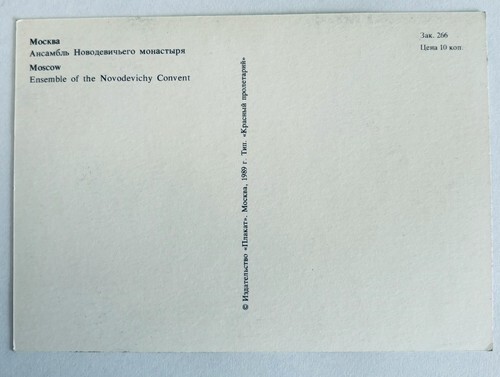 Москва
Ансамбль Новодевичьего монастыря
Moscow
Ensemble of the Novodevichy Convent
© Издательство «Плакат». Москва, 1989 г. Тип. «Красный пролетарий»
Зак. 266
Цена 10 коп.